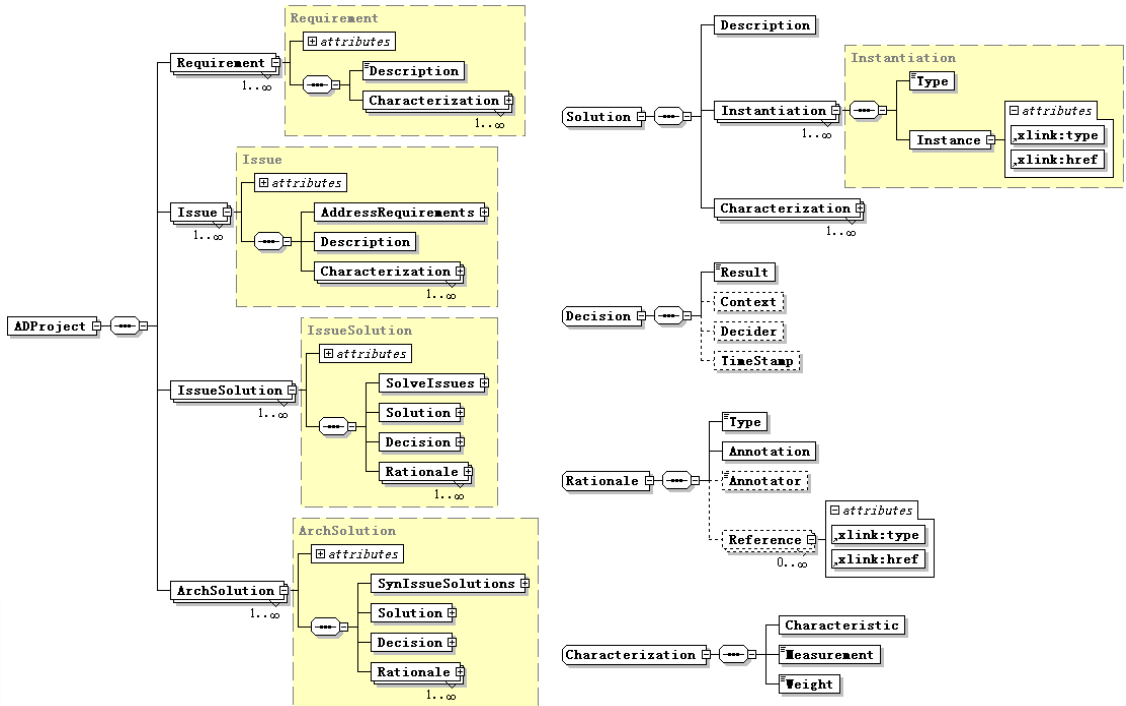 Requirement
Requirement
attributes
Description
Characterization
1..∞
1..∞
Issue
Issue
attributes
AddressRequirements
Description
Characterization
1..∞
1..∞
ADProject
IssueSolution
IssueSolution
attributes
SolveIssues
Solution
Decision
Rationale
1..∞
1..∞
ArchSolution
ArchSolution
attributes
SynIssueSolutions
Solution
Decision
Rationale
1..∞
1..∞
Solution
Description
Instantiation
1..∞
Instantiation
Type
Instance
attributes
xlink:type
xlink:href
Characterization
1..∞
Decision
Result
Context
Decider
TimeStamp
Rationale
Type
Annotation
Annotator
Reference
0..∞
attributes
xlink:type
xlink:href
Characterization
Characteristic
Measurement
Weight